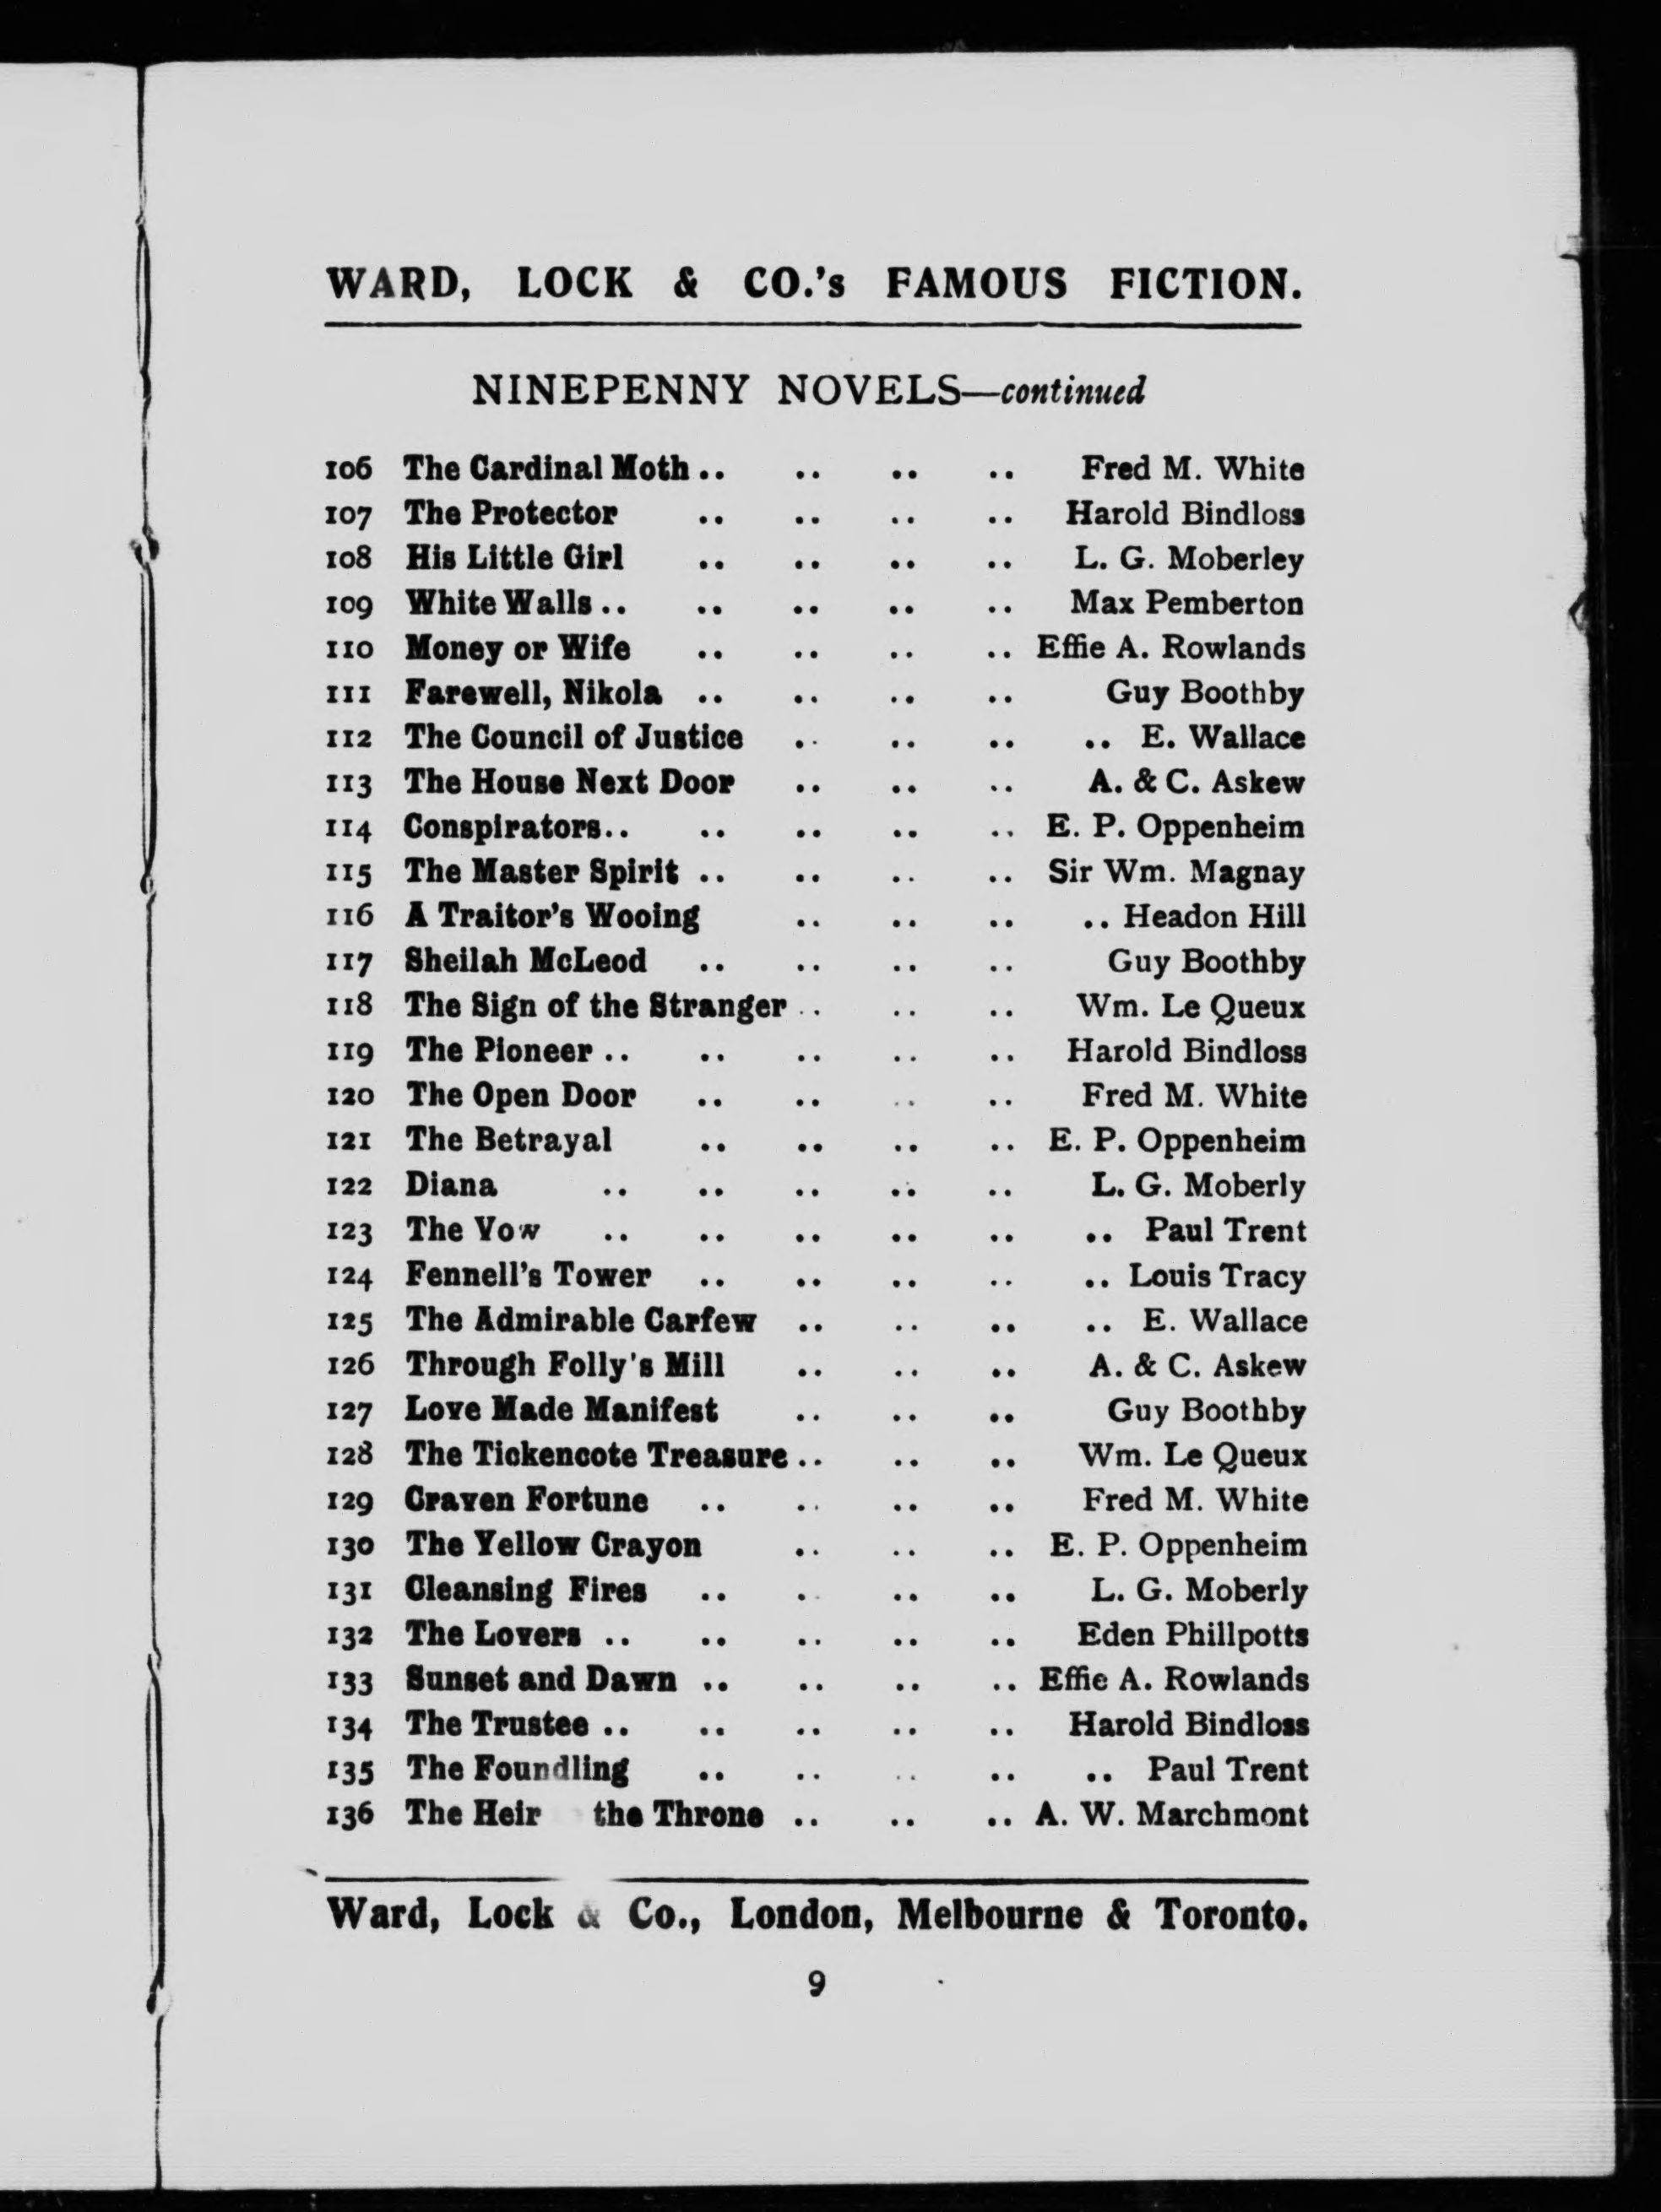 WARD, LOCK & CO.'s FAMOUS FICTION.
NINEPENNY NOVELS—continued
106 The Cardinal Moth .. .. .. .. Fred M. White
107 The Protector .. .. .. .. Harold Bindloss
108 His Little Girl .. .. .. .. L. G. Moberley
109 White Walls .. .. .. .. .. Max Pemberton
110 Money or Wife .. .. .. .. Effie A. Rowlands
111 Farewell, Nikola .. .. .. .. Guy Boothby
112 The Council of Justice .. .. .. .. E. Wallace
113 The House Next Door .. .. .. A. & C. Askew
114 Conspirators .. .. .. .. .. E. P. Oppenheim
115 The Master Spirit .. .. .. .. Sir Wm. Magnay
116 A Traitor's Wooing .. .. .. .. Headon Hill
117 Sheilah McLeod .. .. .. .. Guy Boothby
118 The Sign of the Stranger .. .. .. Wm. Le Queux
119 The Pioneer .. .. .. .. .. Harold Bindloss
120 The Open Door .. .. .. .. Fred M. White
121 The Betrayal .. .. .. .. E. P. Oppenheim
122 Diana .. .. .. .. .. L. G. Moberly
123 The Vow .. .. .. .. .. .. Paul Trent
124 Fennell's Tower .. .. .. .. .. Louis Tracy
125 The Admirable Carfew .. .. .. .. E. Wallace
126 Through Folly's Mill .. .. .. A. & C. Askew
127 Love Made Manifest .. .. .. Guy Boothby
128 The Tickencote Treasure .. .. .. Wm. Le Queux
129 Craven Fortune .. .. .. .. Fred M. White
130 The Yellow Crayon .. .. .. E. P. Oppenheim
131 Cleansing Fires .. .. .. .. L. G. Moberly
132 The Lovers .. .. .. .. .. Eden Phillpotts
133 Sunset and Dawn .. .. .. .. Effie A. Rowlands
134 The Trustee .. .. .. .. .. Harold Bindloss
135 The Foundling .. .. .. .. .. Paul Trent
136 The Heir the Throne .. .. .. A. W. Marchmont
Ward, Lock & Co., London, Melbourne & Toronto.
9